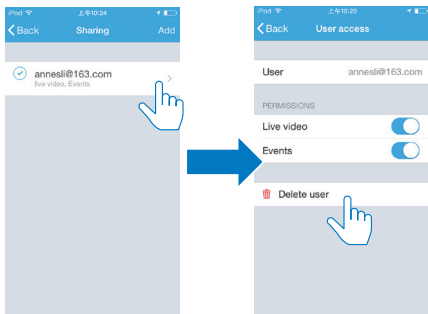 iPod 上午10:24
Back Sharing Add
annesli@163.com
live video, Events
iPod 上午10:20
Back User access
User annesli@163.com
PERMISSIONS
Live video
Events
Delete user